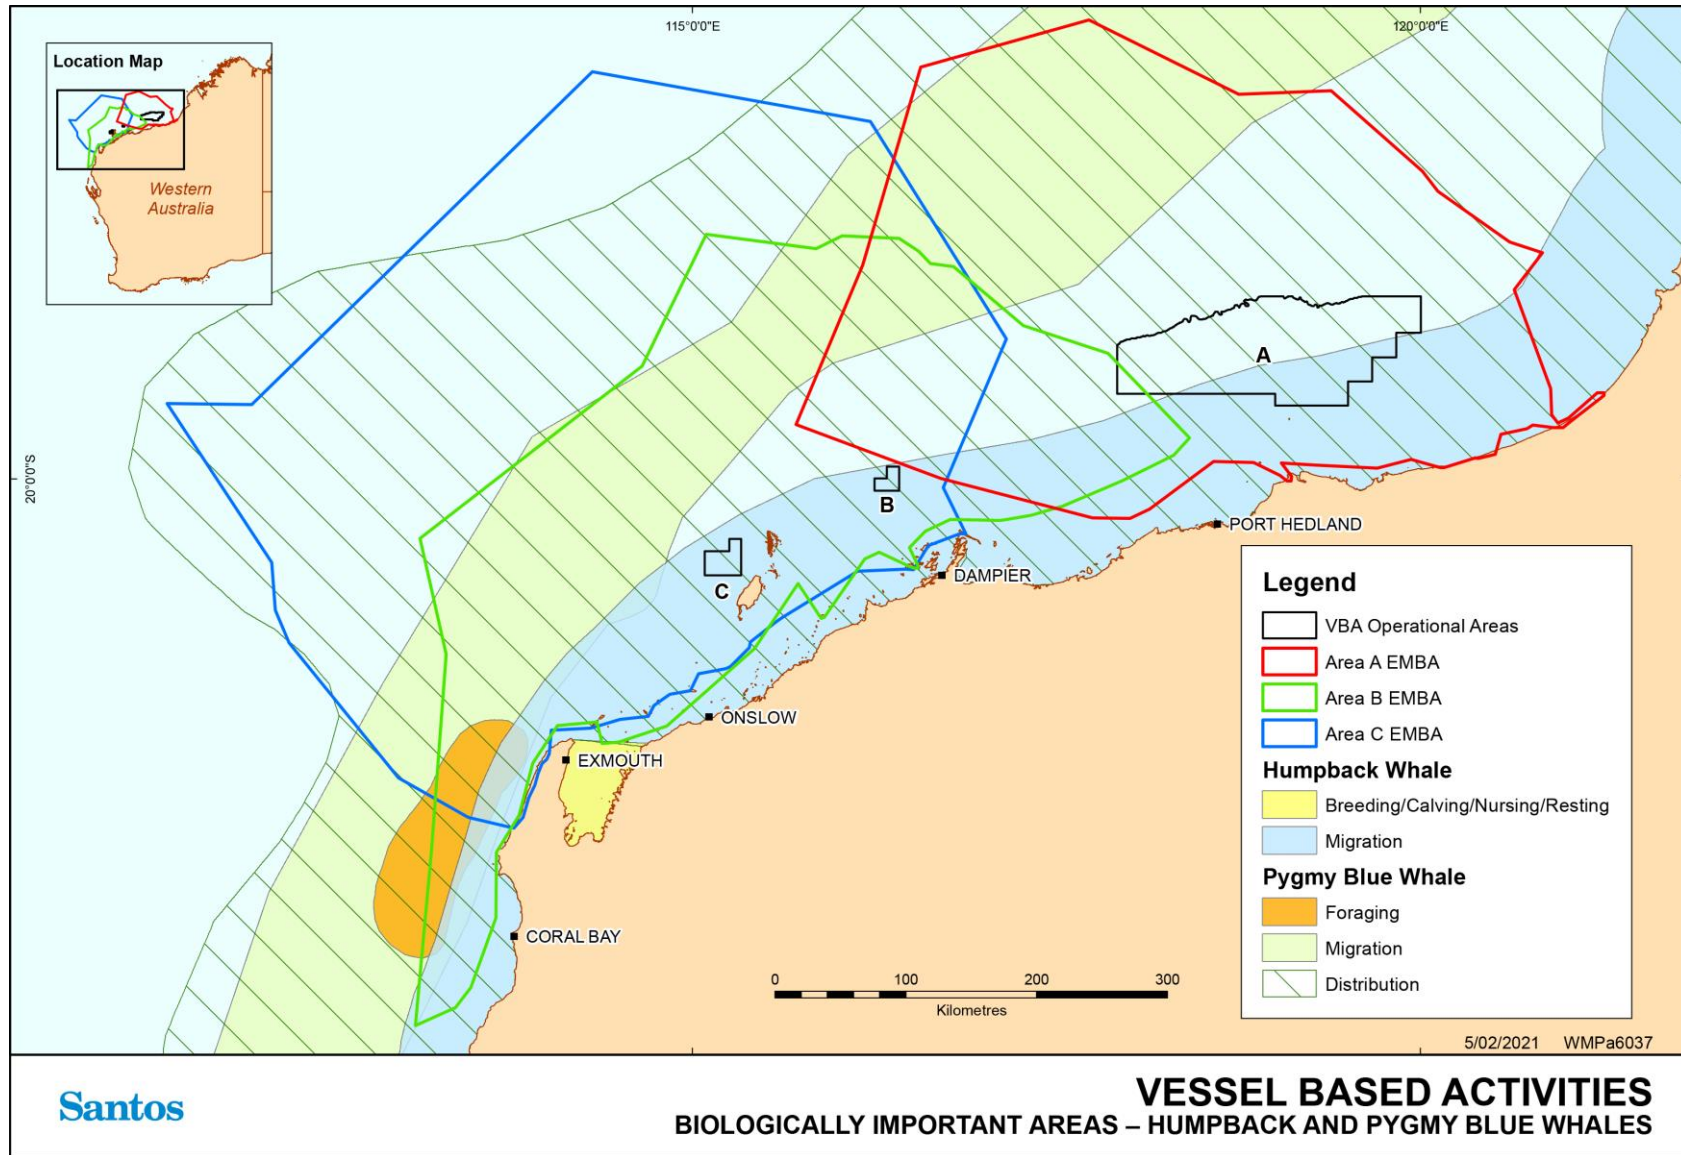 115°0'0"E
120°0'0"E
Location Map
Western
Australia
20°0'0"S
A
B
C
PORT HEDLAND
DAMPIER
ONSLOW
EXMOUTH
CORAL BAY
0 100 200 300
Kilometres
Legend
VBA Operational Areas
Area A EMBA
Area B EMBA
Area C EMBA
Humpback Whale
Breeding/Calving/Nursing/Resting
Migration
Pygmy Blue Whale
Foraging
Migration
Distribution
5/02/2021 WMPa6037
Santos
VESSEL BASED ACTIVITIES
BIOLOGICALLY IMPORTANT AREAS – HUMPBACK AND PYGMY BLUE WHALES